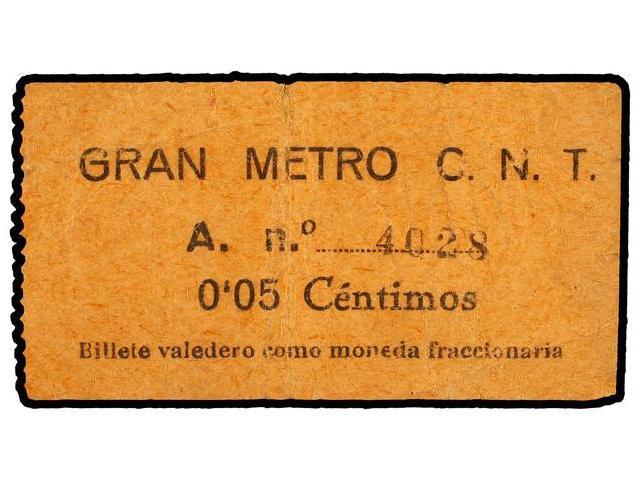 GRAN METRO C. N. T.
A. n.º 4028
0'05 Céntimos
Billete valedero como moneda fraccionaria